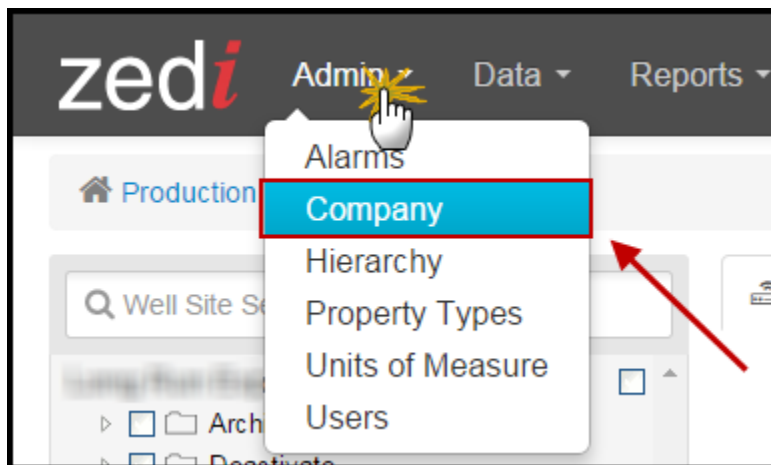 zedi Admin Data Reports
Alarms
Production
Company
Hierarchy
Well Site Se
Property Types
Units of Measure
Arch
Users